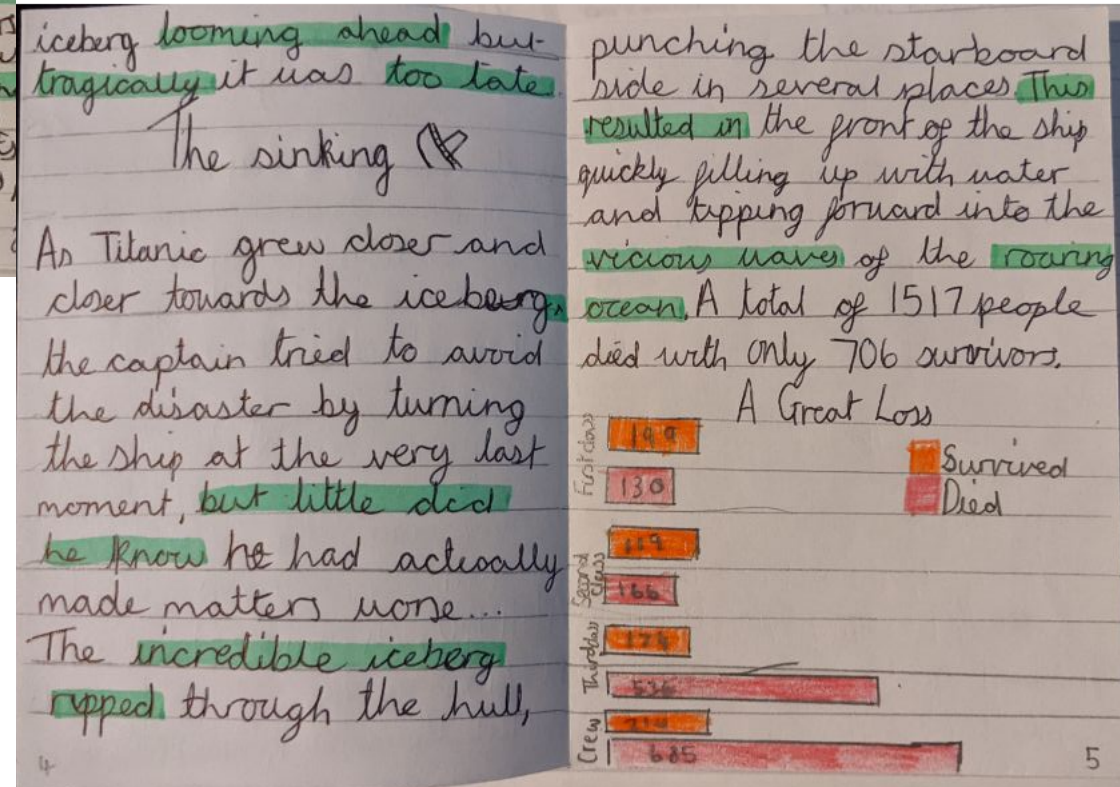 iceberg looming ahead but
tragically it was too late.
The sinking
As Titanic grew closer and
closer towards the iceberg,
the captain tried to avoid
the disaster by turning
the ship at the very last
moment, but little did
he know he had actually
made matters worse...
The incredible iceberg
ripped through the hull,
4
punching the starboard
side in several places. This
resulted in the front of the ship
quickly filling up with water
and tipping forward into the
vicious waves of the roaring
ocean. A total of 1517 people
died with only 706 survivors.
A Great Loss
First class
199
130
Survived
Died
Second class
119
166
Third class
174
536
Crew
685
5